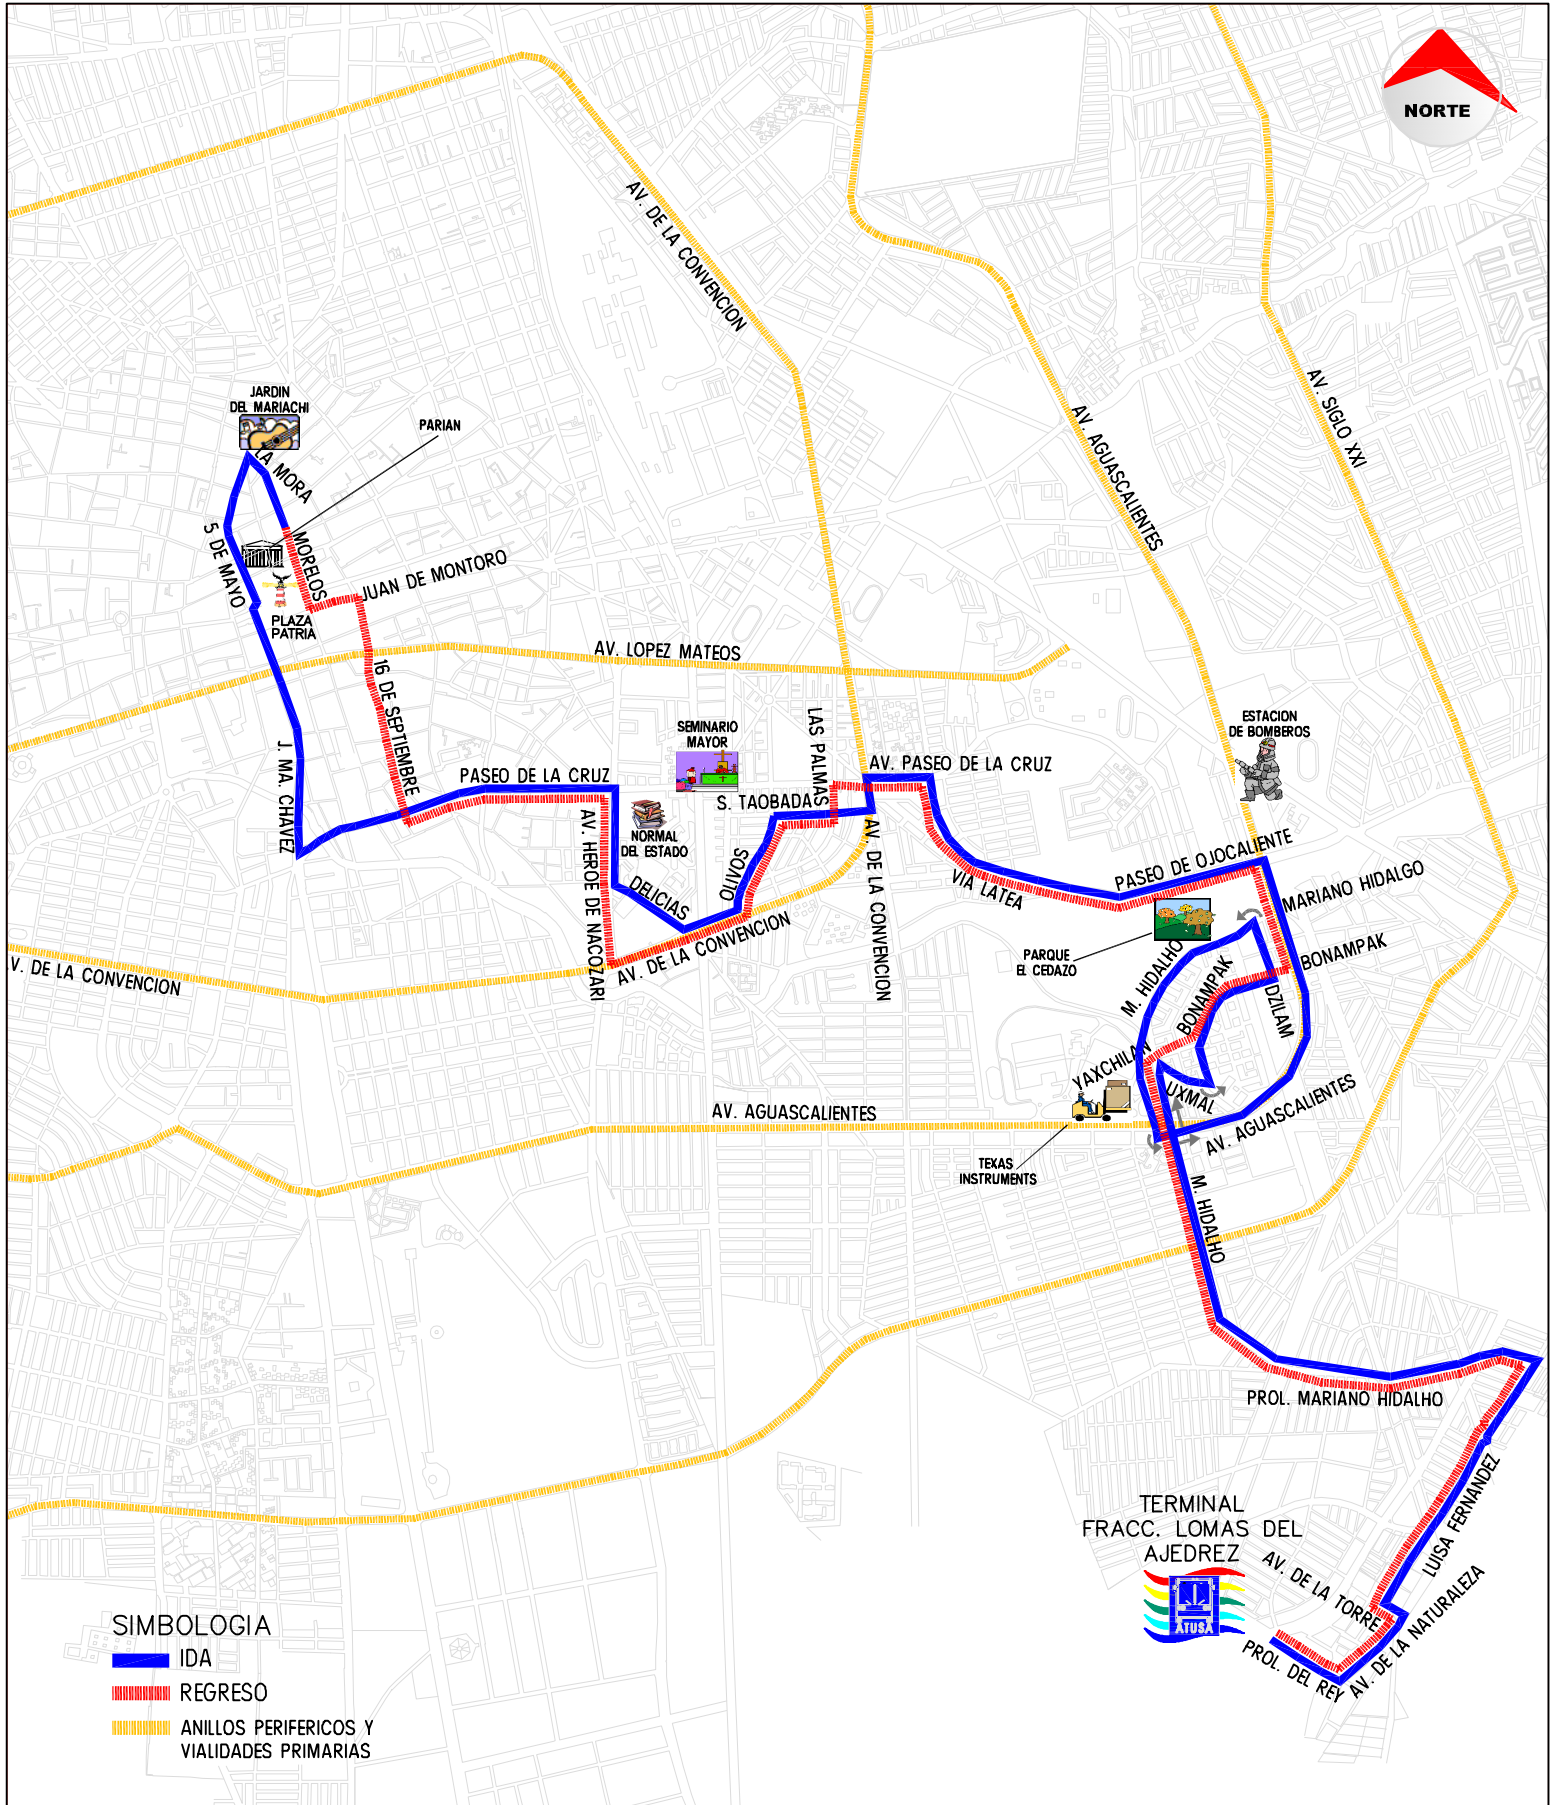 NORTE
AV. DE LA CONVENCION
AV. SIGLO XXI
AV. AGUASCALIENTES
JARDIN
DEL MARIACHI
PARIAN
LA MORA
MORELOS
5 DE MAYO
JUAN DE MONTORO
PLAZA
PATRIA
AV. LOPEZ MATEOS
16 DE SEPTIEMBRE
J. MA. CHAVEZ
SEMINARIO
MAYOR
LAS PALMAS
ESTACION
DE BOMBEROS
PASEO DE LA CRUZ
AV. PASEO DE LA CRUZ
S. TAOBADA
NORMAL
DEL ESTADO
AV. HEROE DE NACOZARI
DELICIAS
SOVILO
AV. DE LA CONVENCION
AV. DE LA CONVENCION
VIA LATEA
PASEO DE OJOCALIENTE
MARIANO HIDALGO
BONAMPAK
PARQUE
EL CEDAZO
M. HIDALHO
BONAMPAK
DZILAM
V. DE LA CONVENCION
YAXCHILAN
UXMAL
AV. AGUASCALIENTES
AV. AGUASCALIENTES
TEXAS
INSTRUMENTS
M. HIDALHO
PROL. MARIANO HIDALHO
LUISA FERNANDEZ
TERMINAL
FRACC. LOMAS DEL
AJEDREZ
ATUSA
AV. DE LA TORRE
AV. DE LA NATURALEZA
PROL. DEL REY
SIMBOLOGIA
IDA
REGRESO
ANILLOS PERIFERICOS Y
VIALIDADES PRIMARIAS